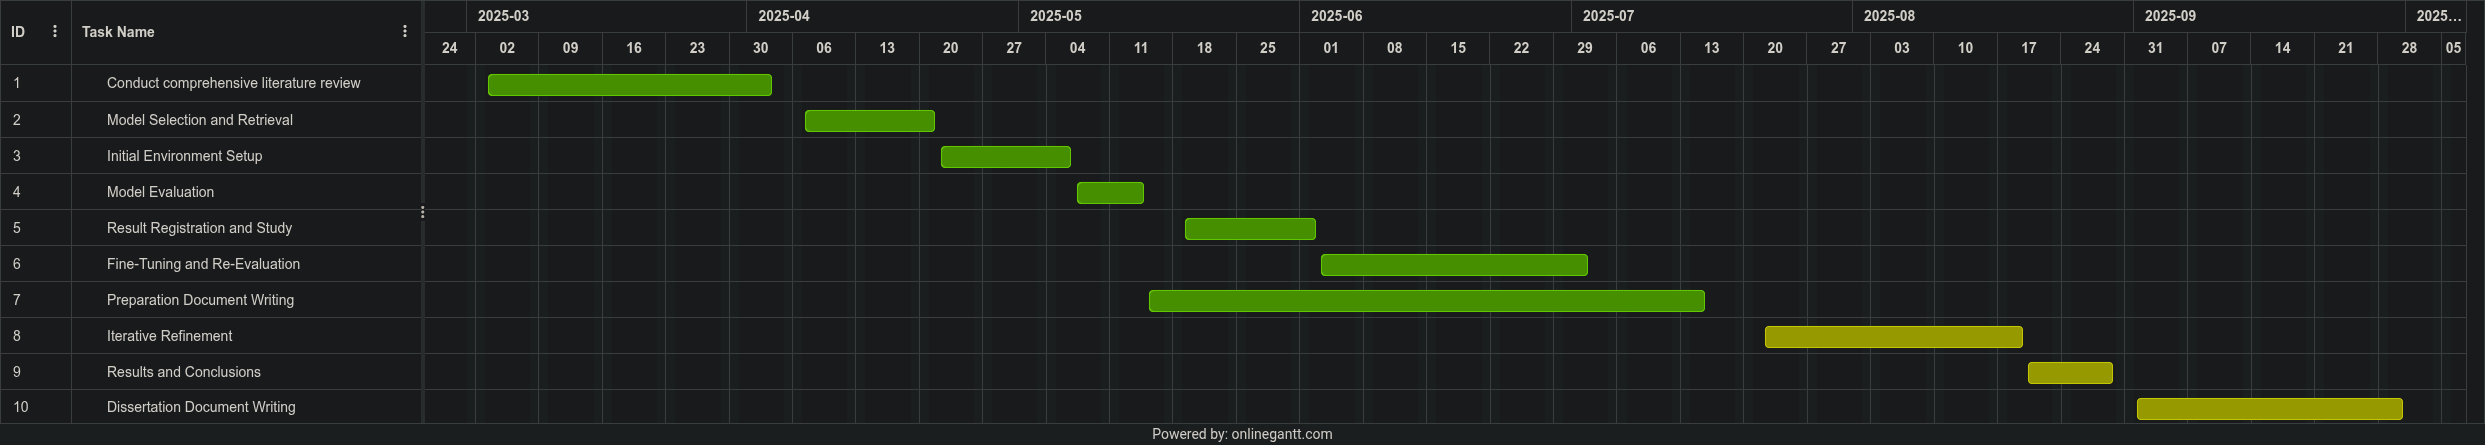 2025-03 2025-04 2025-05 2025-06 2025-07 2025-08 2025-09 2025...
ID Task Name
24 02 09 16 23 30 06 13 20 27 04 11 18 25 01 08 15 22 29 06 13 20 27 03 10 17 24 31 07 14 21 28 05
1 Conduct comprehensive literature review
2 Model Selection and Retrieval
3 Initial Environment Setup
4 Model Evaluation
5 Result Registration and Study
6 Fine-Tuning and Re-Evaluation
7 Preparation Document Writing
8 Iterative Refinement
9 Results and Conclusions
10 Dissertation Document Writing
Powered by: onlinegantt.com